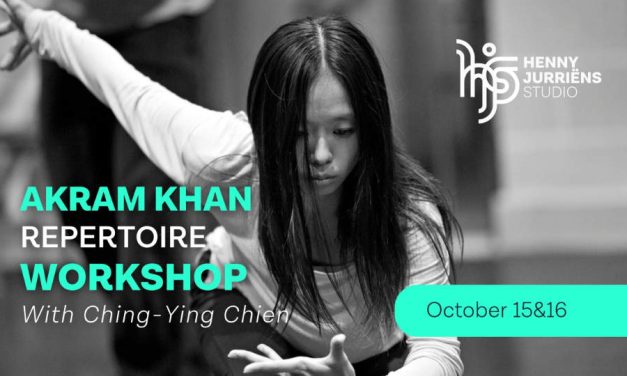 HENNY
JURRIËNS
STUDIO
AKRAM KHAN
REPERTOIRE
WORKSHOP
With Ching-Ying Chien
October 15&16